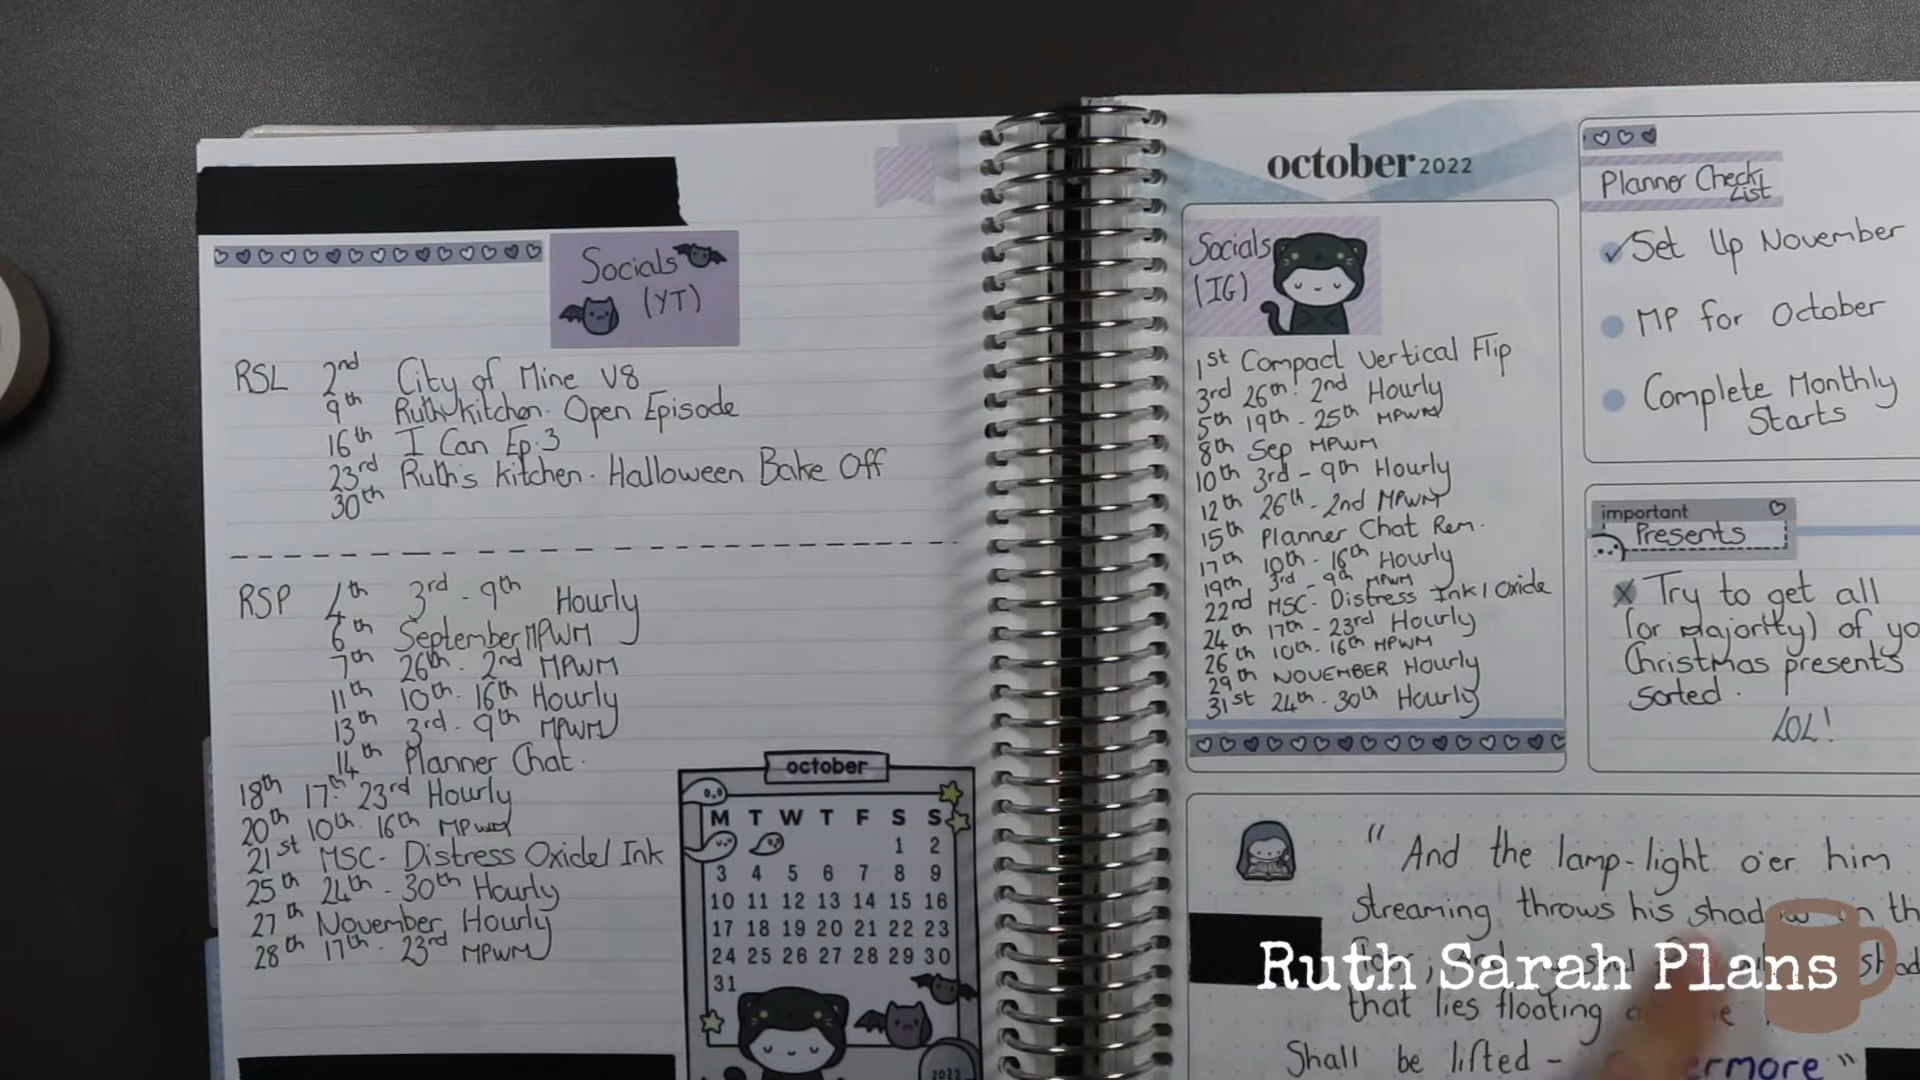 Socials
(YT)
RSL 2nd City of Mine V8
9th Ruth Kitchen. Open Episode
16th I Can Ep.3
23rd Ruth's Kitchen. Halloween Bake Off
30th
RSP 4th 3rd - 9th Hourly
6th September MPWM
7th 26th - 2nd MPWM
11th 10th - 16th Hourly
13th 3rd - 9th MPWM
14th Planner Chat.
18th 17th - 23rd Hourly
20th 10th - 16th MPWM
21st MSC - Distress Oxide Ink
25th 24th - 30th Hourly
27th November Hourly
28th 17th - 23rd MPWM
october
M T W T F S S
1 2
3 4 5 6 7 8 9
10 11 12 13 14 15 16
17 18 19 20 21 22 23
24 25 26 27 28 29 30
31
2022
october 2022
Socials
(IG)
1st Compact Vertical Flip
3rd 26th - 2nd Hourly
5th 19th - 25th MPWM
8th Sep MPWM
10th 3rd - 9th Hourly
12th 26th - 2nd MPWM
15th Planner Chat Rem.
17th 10th - 16th Hourly
19th 3rd - 9th MPWM
22nd MSC - Distress Ink / Oxide
24th 17th - 23rd Hourly
26th 10th - 16th MPWM
29th NOVEMBER Hourly
31st 24th - 30th Hourly
Planner Check
List
Set Up November
MP for October
Complete Monthly
Starts
important
Presents
Try to get all
(or majority) of yo
Christmas presents
sorted.
LOL!
"And the lamp-light o'er him
streaming throws his shadow on th
shad
that lies floating
Shall be lifted - ermore"
Ruth Sarah Plans